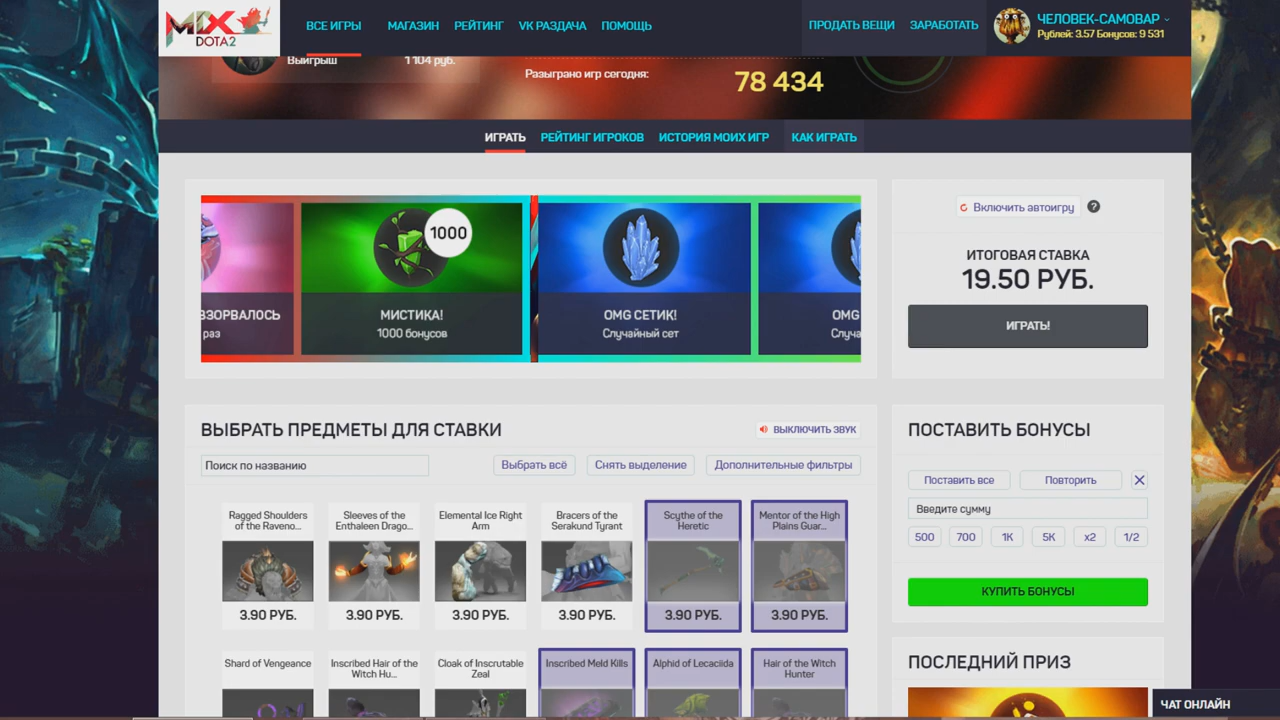 MIX
DOTA2
ВСЕ ИГРЫ
МАГАЗИН
РЕЙТИНГ
VK РАЗДАЧА
ПОМОЩЬ
ПРОДАТЬ ВЕЩИ
ЗАРАБОТАТЬ
ЧЕЛОВЕК-САМОВАР
Рублей: 3.57 Бонусов: 9 531
Выигрыш
1 104 руб.
Разыграно игр сегодня:
78 434
ИГРАТЬ
РЕЙТИНГ ИГРОКОВ
ИСТОРИЯ МОИХ ИГР
КАК ИГРАТЬ
ВЗОРВАЛОСЬ
раз
1000
МИСТИКА!
1000 бонусов
OMG СЕТИК!
Случайный сет
OMG
Случа
Включить автоигру
?
ИТОГОВАЯ СТАВКА
19.50 РУБ.
ИГРАТЬ!
ВЫБРАТЬ ПРЕДМЕТЫ ДЛЯ СТАВКИ
ВЫКЛЮЧИТЬ ЗВУК
Поиск по названию
Выбрать всё
Снять выделение
Дополнительные фильтры
Ragged Shoulders
of the Raveno...
Sleeves of the
Enthaleen Drago...
Elemental Ice Right
Arm
Bracers of the
Serakund Tyrant
Scythe of the
Heretic
Mentor of the High
Plains Guar...
3.90 РУБ.
3.90 РУБ.
3.90 РУБ.
3.90 РУБ.
3.90 РУБ.
3.90 РУБ.
Shard of Vengeance
Inscribed Hair of the
Witch Hu...
Cloak of Inscrutable
Zeal
Inscribed Meld Kills
Alphid of Lecaciida
Hair of the Witch
Hunter
ПОСТАВИТЬ БОНУСЫ
Поставить все
Повторить
Введите сумму
500
700
1K
5K
x2
1/2
КУПИТЬ БОНУСЫ
ПОСЛЕДНИЙ ПРИЗ
ЧАТ ОНЛАЙН